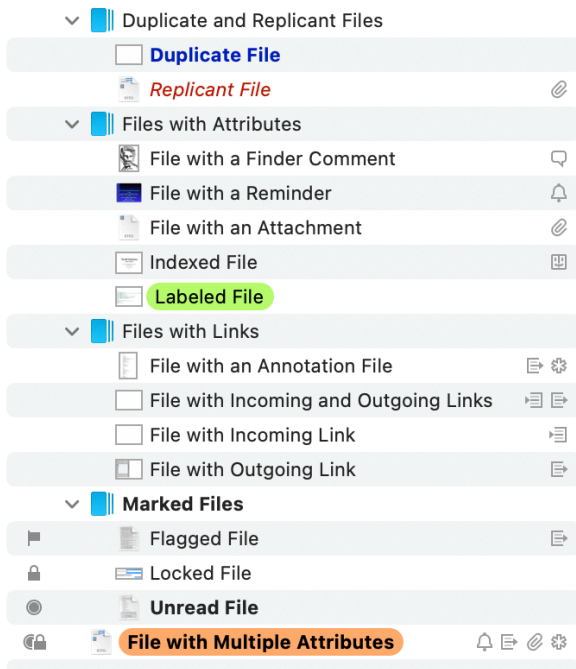 Duplicate and Replicant Files
Duplicate File
Replicant File
Files with Attributes
File with a Finder Comment
File with a Reminder
File with an Attachment
Indexed File
Labeled File
Files with Links
File with an Annotation File
File with Incoming and Outgoing Links
File with Incoming Link
File with Outgoing Link
Marked Files
Flagged File
Locked File
Unread File
File with Multiple Attributes